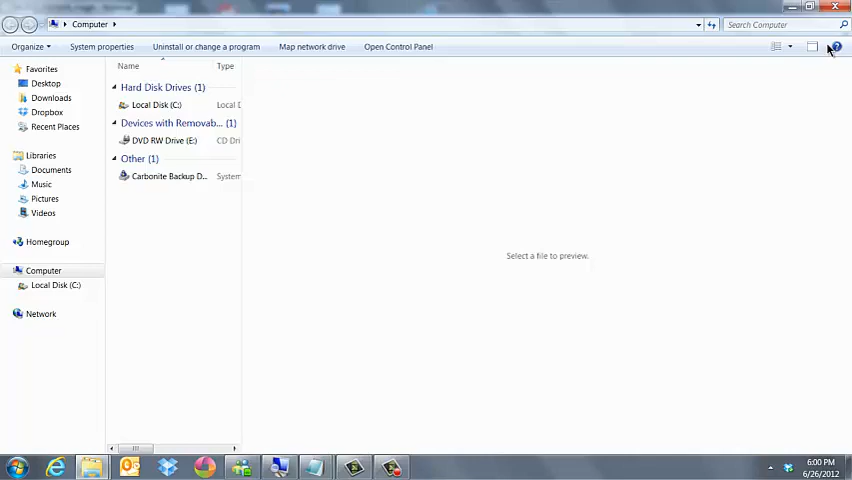 Computer
Search Computer
Organize
System properties
Uninstall or change a program
Map network drive
Open Control Panel
Favorites
Desktop
Downloads
Dropbox
Recent Places
Libraries
Documents
Music
Pictures
Videos
Homegroup
Computer
Local Disk (C:)
Network
Name Type
Hard Disk Drives (1)
Local Disk (C:) Local D
Devices with Removab... (1)
DVD RW Drive (E:) CD Dri
Other (1)
Carbonite Backup D... System
Select a file to preview.
6:00 PM
6/26/2012